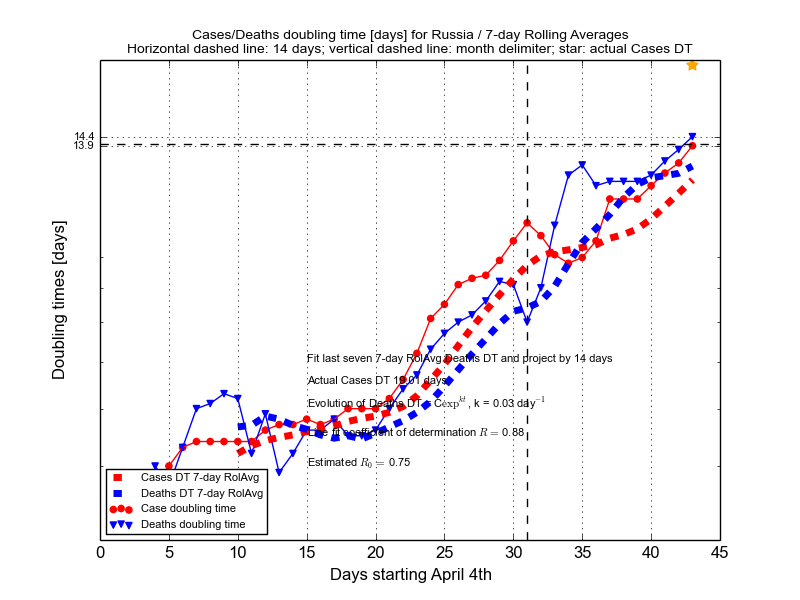 Cases/Deaths doubling time [days] for Russia / 7-day Rolling Averages
Horizontal dashed line: 14 days; vertical dashed line: month delimiter; star: actual Cases DT
14.4
13.9
Doubling times [days]
Fit last seven 7-day RolAvg Deaths DT and project by 14 days
Actual Cases DT 19.01 days
Evolution of Deaths DT = Cexp^{kt}, k = 0.03 day^{-1}
Line fit coefficient of determination R = 0.88
Estimated R_0 = 0.75
Cases DT 7-day RolAvg
Deaths DT 7-day RolAvg
Case doubling time
Deaths doubling time
0 5 10 15 20 25 30 35 40 45
Days starting April 4th